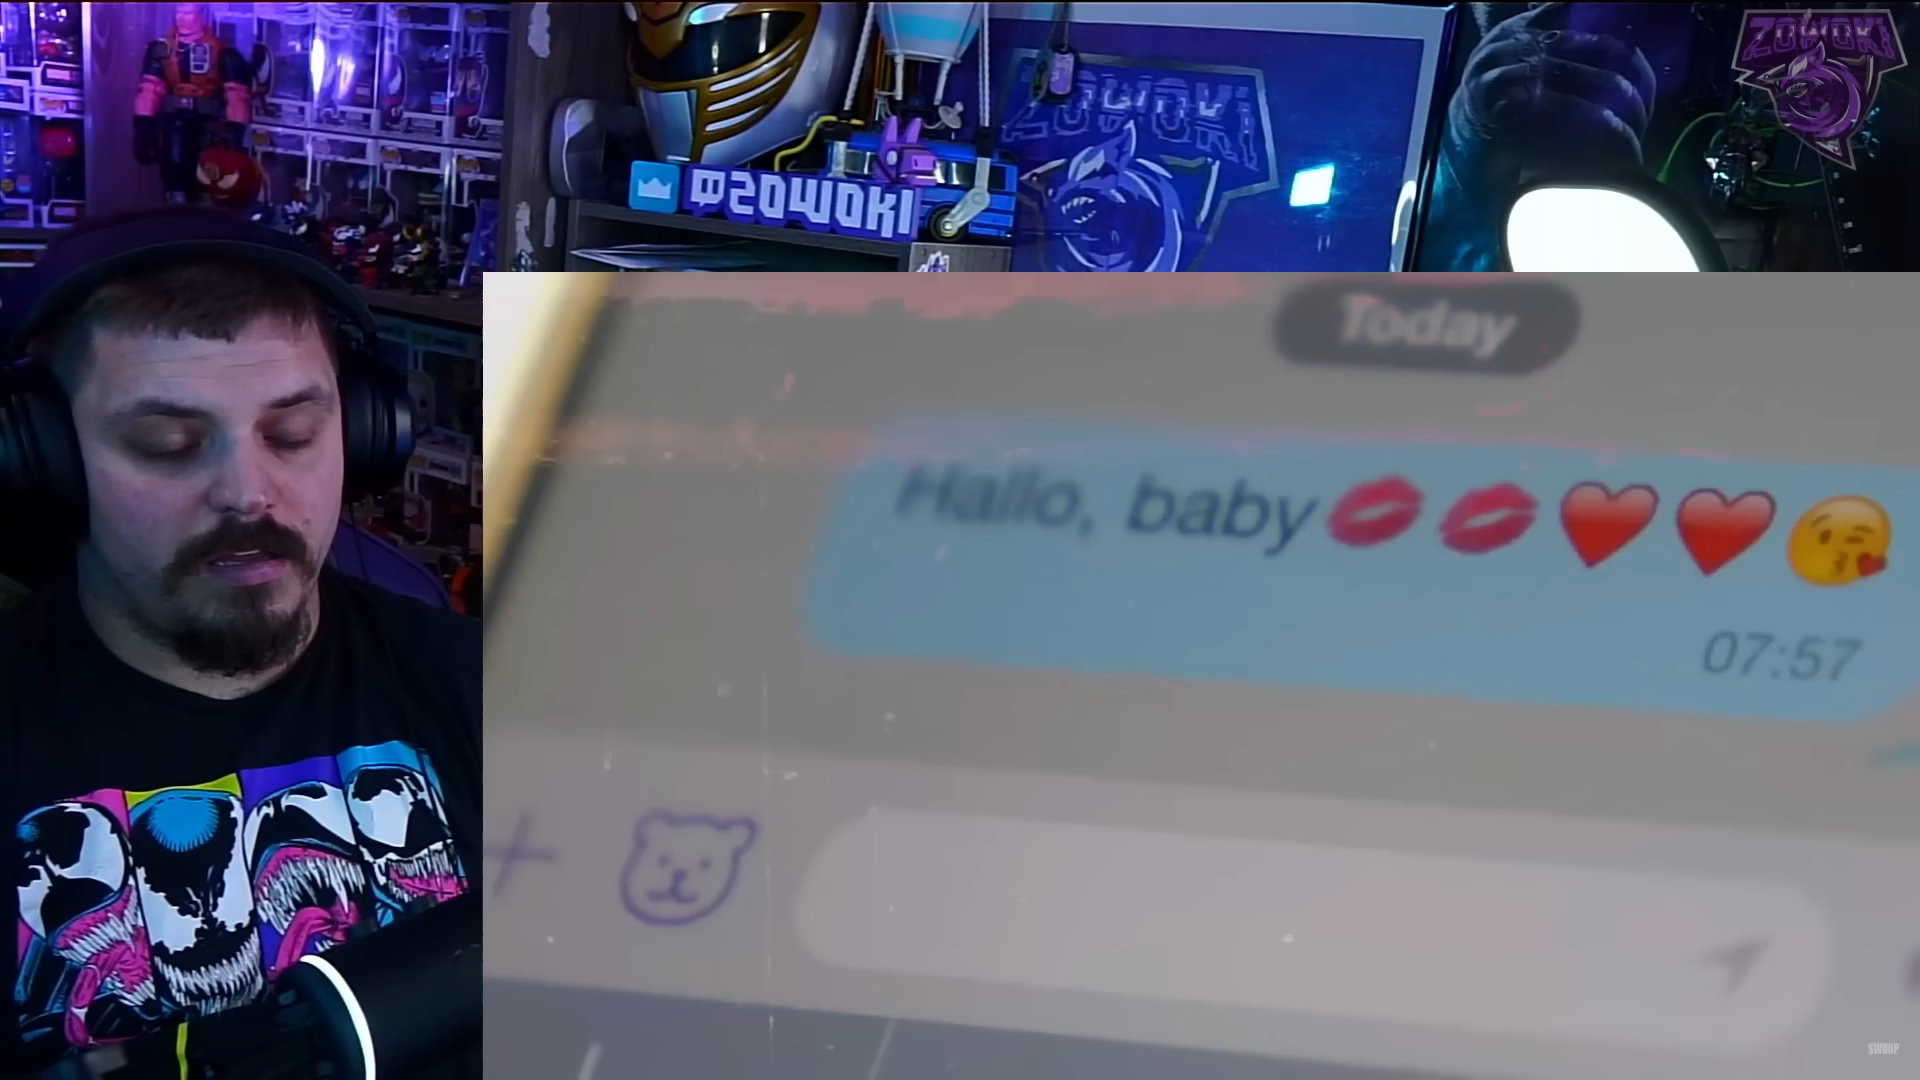 ZOWOKI
ZOWOKI
@ZOWOKI
Today
Hallo, baby💋💋❤️❤️😘
07:57
SWOOP